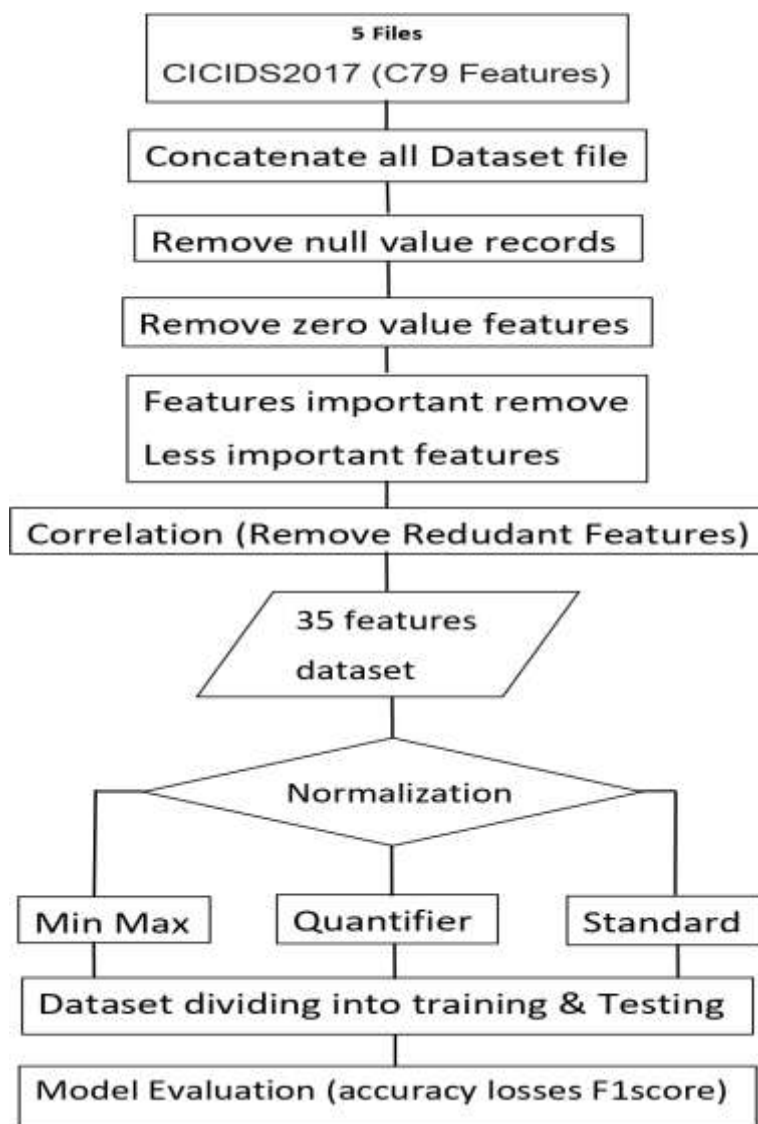 5 Files
CICIDS2017 (C79 Features)
Concatenate all Dataset file
Remove null value records
Remove zero value features
Features important remove
Less important features
Correlation (Remove Redudant Features)
35 features
dataset
Normalization
Min Max
Quantifier
Standard
Dataset dividing into training & Testing
Model Evaluation (accuracy losses F1score)